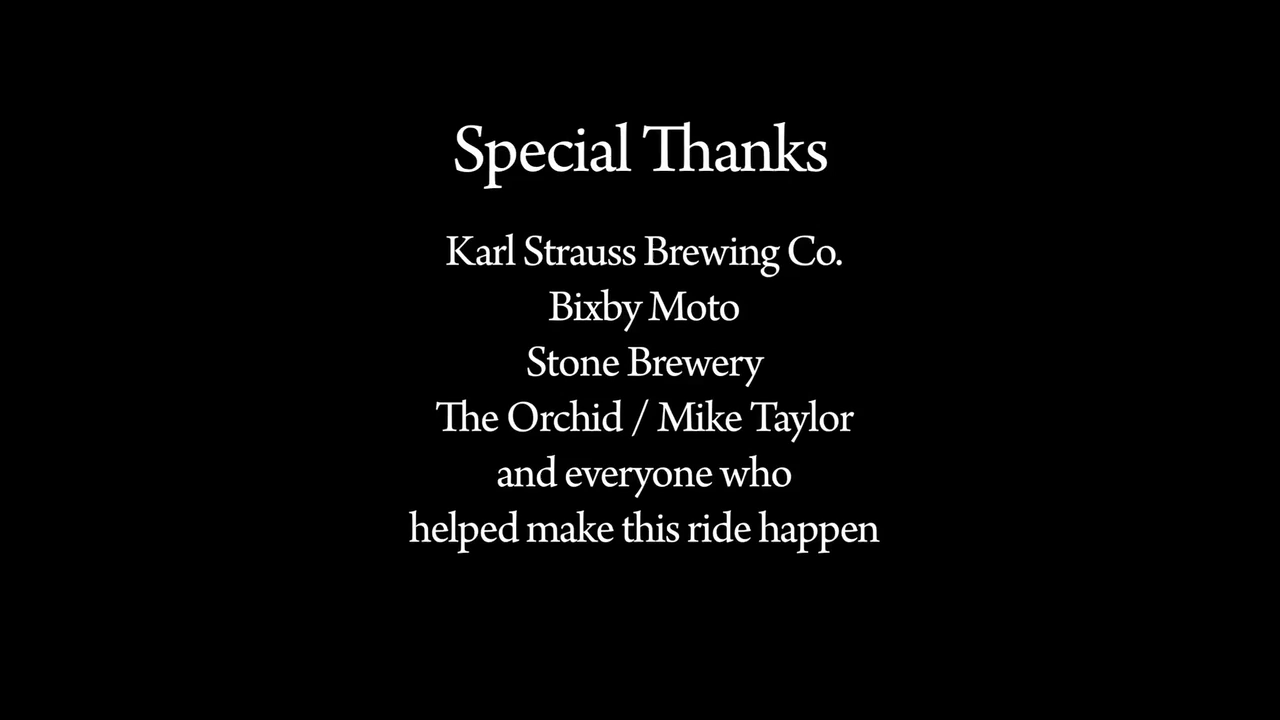 Special Thanks
Karl Strauss Brewing Co.
Bixby Moto
Stone Brewery
The Orchid / Mike Taylor
and everyone who
helped make this ride happen